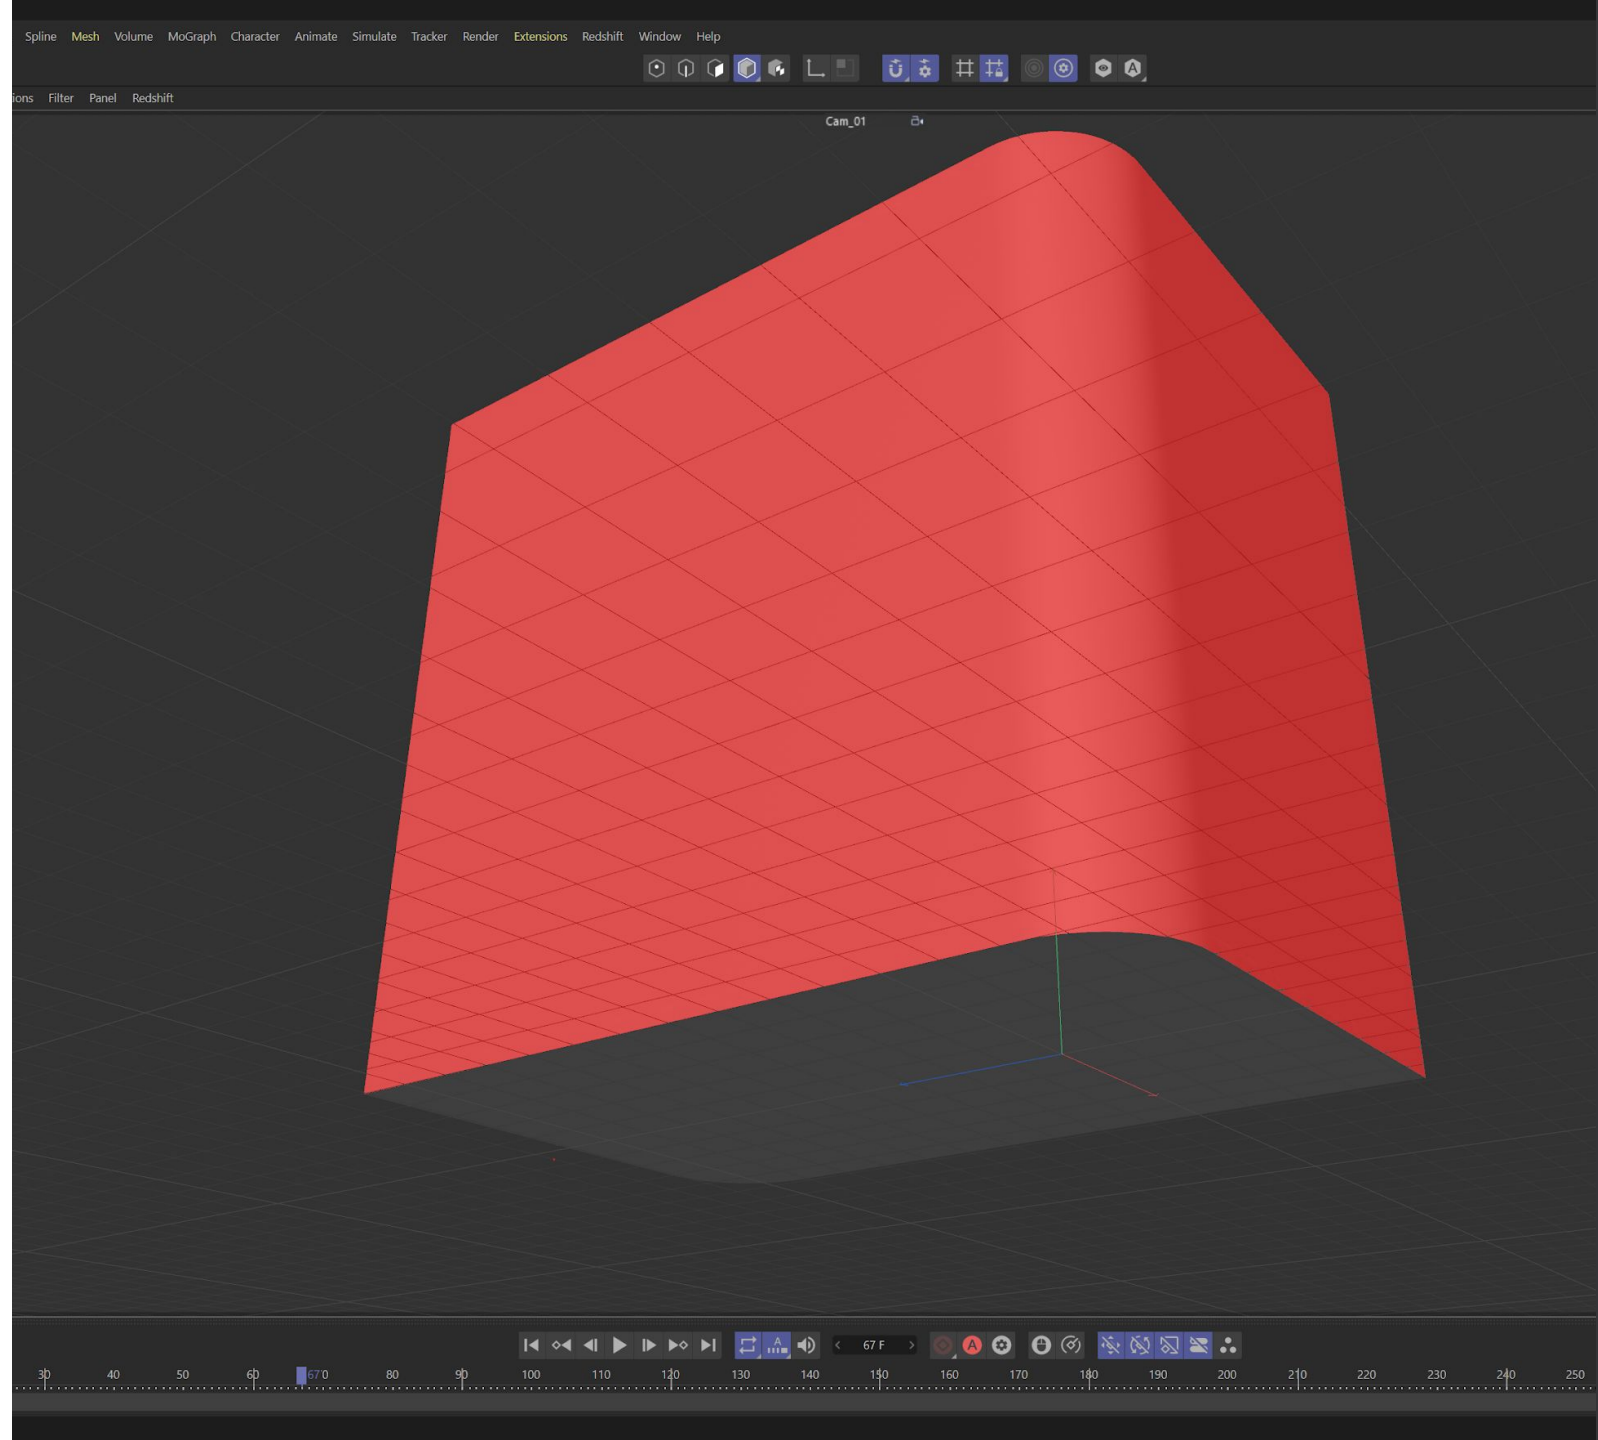 Spline Mesh Volume MoGraph Character Animate Simulate Tracker Render Extensions Redshift Window Help
ions Filter Panel Redshift
Cam_01
67 F
30 40 50 60 67 0 80 90 100 110 120 130 140 150 160 170 180 190 200 210 220 230 240 250